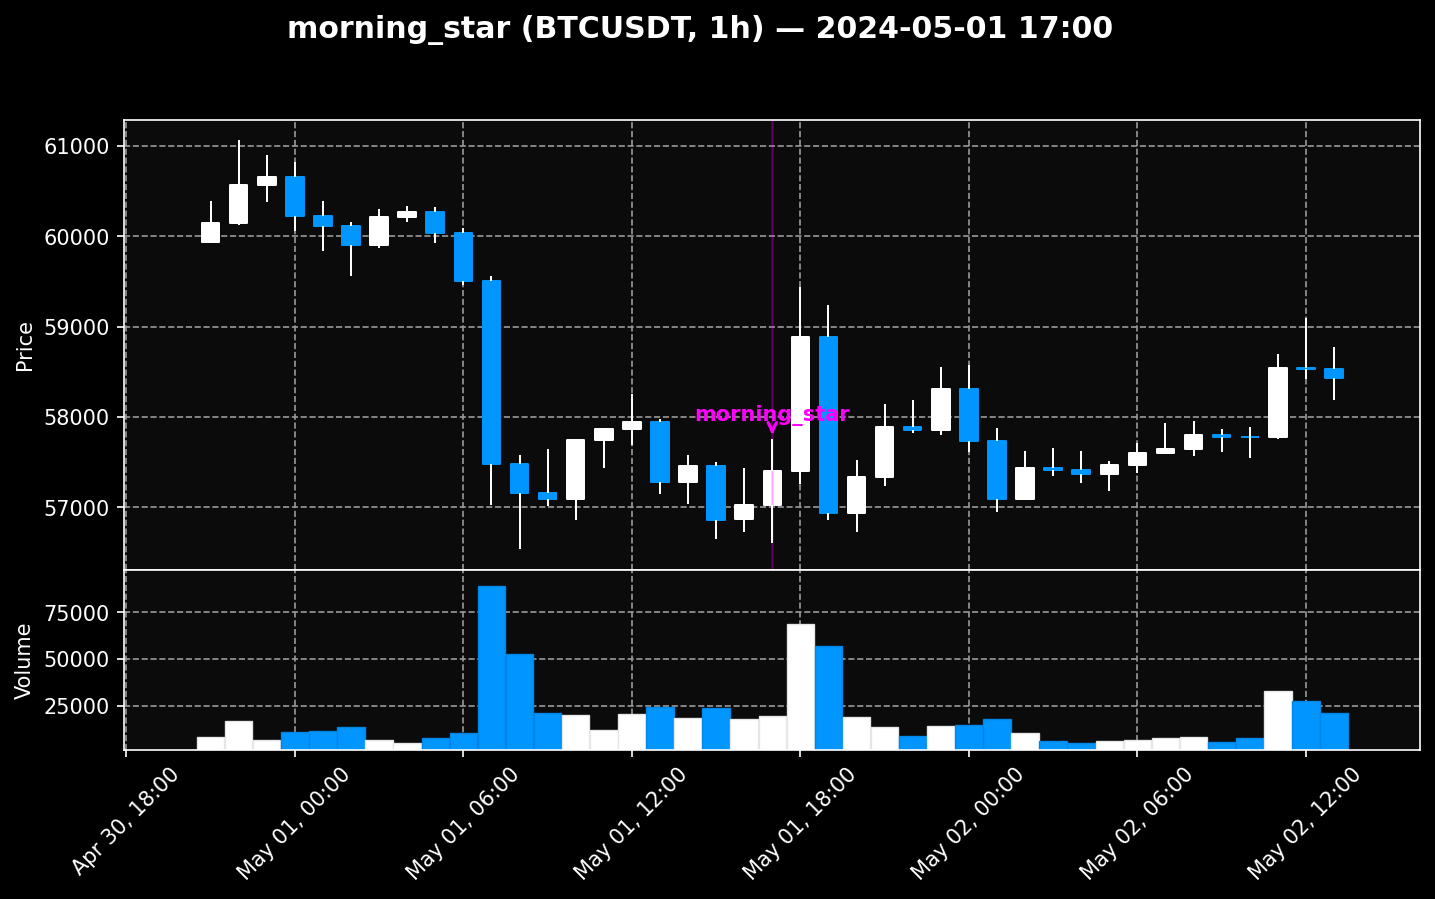 morning_star (BTCUSDT, 1h) — 2024-05-01 17:00
61000
60000
59000
58000
57000
Price
morning_star
75000
50000
25000
Volume
Apr 30, 18:00
May 01, 00:00
May 01, 06:00
May 01, 12:00
May 01, 18:00
May 02, 00:00
May 02, 06:00
May 02, 12:00